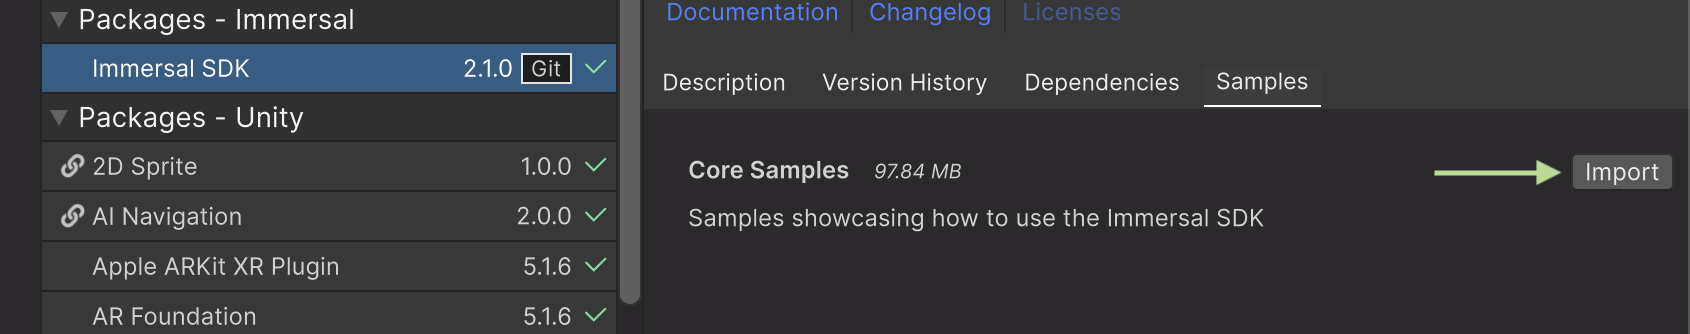 Packages - Immersal
Immersal SDK 2.1.0 Git
Packages - Unity
2D Sprite 1.0.0
AI Navigation 2.0.0
Apple ARKit XR Plugin 5.1.6
AR Foundation 5.1.6
Documentation Changelog Licenses
Description Version History Dependencies Samples
Core Samples 97.84 MB Import
Samples showcasing how to use the Immersal SDK